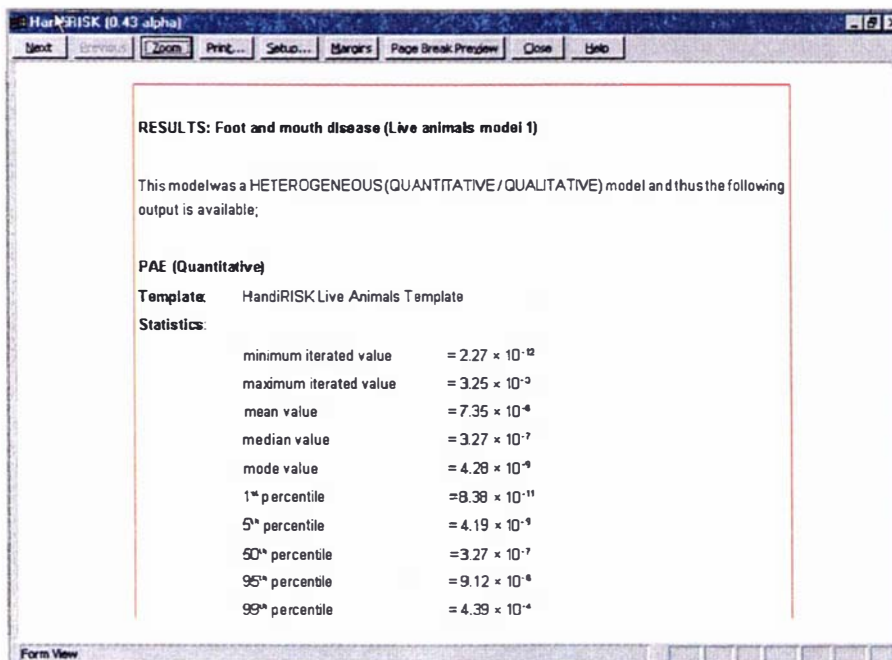 HandiRISK (0.43 alpha)
Next Previous Zoom Print... Setup... Margins Page Break Preview Close Help
RESULTS: Foot and mouth disease (Live animals model 1)
This model was a HETEROGENEOUS (QUANTITATIVE / QUALITATIVE) model and thus the following
output is available;
PAE (Quantitative)
Template: HandiRISK Live Animals Template
Statistics:
minimum iterated value = 2.27 × 10⁻¹²
maximum iterated value = 3.25 × 10⁻³
mean value = 7.35 × 10⁻⁶
median value = 3.27 × 10⁻⁷
mode value = 4.28 × 10⁻⁹
1st percentile = 8.38 × 10⁻¹¹
5th percentile = 4.19 × 10⁻⁹
50th percentile = 3.27 × 10⁻⁷
95th percentile = 9.12 × 10⁻⁶
99th percentile = 4.39 × 10⁻⁴
Form View